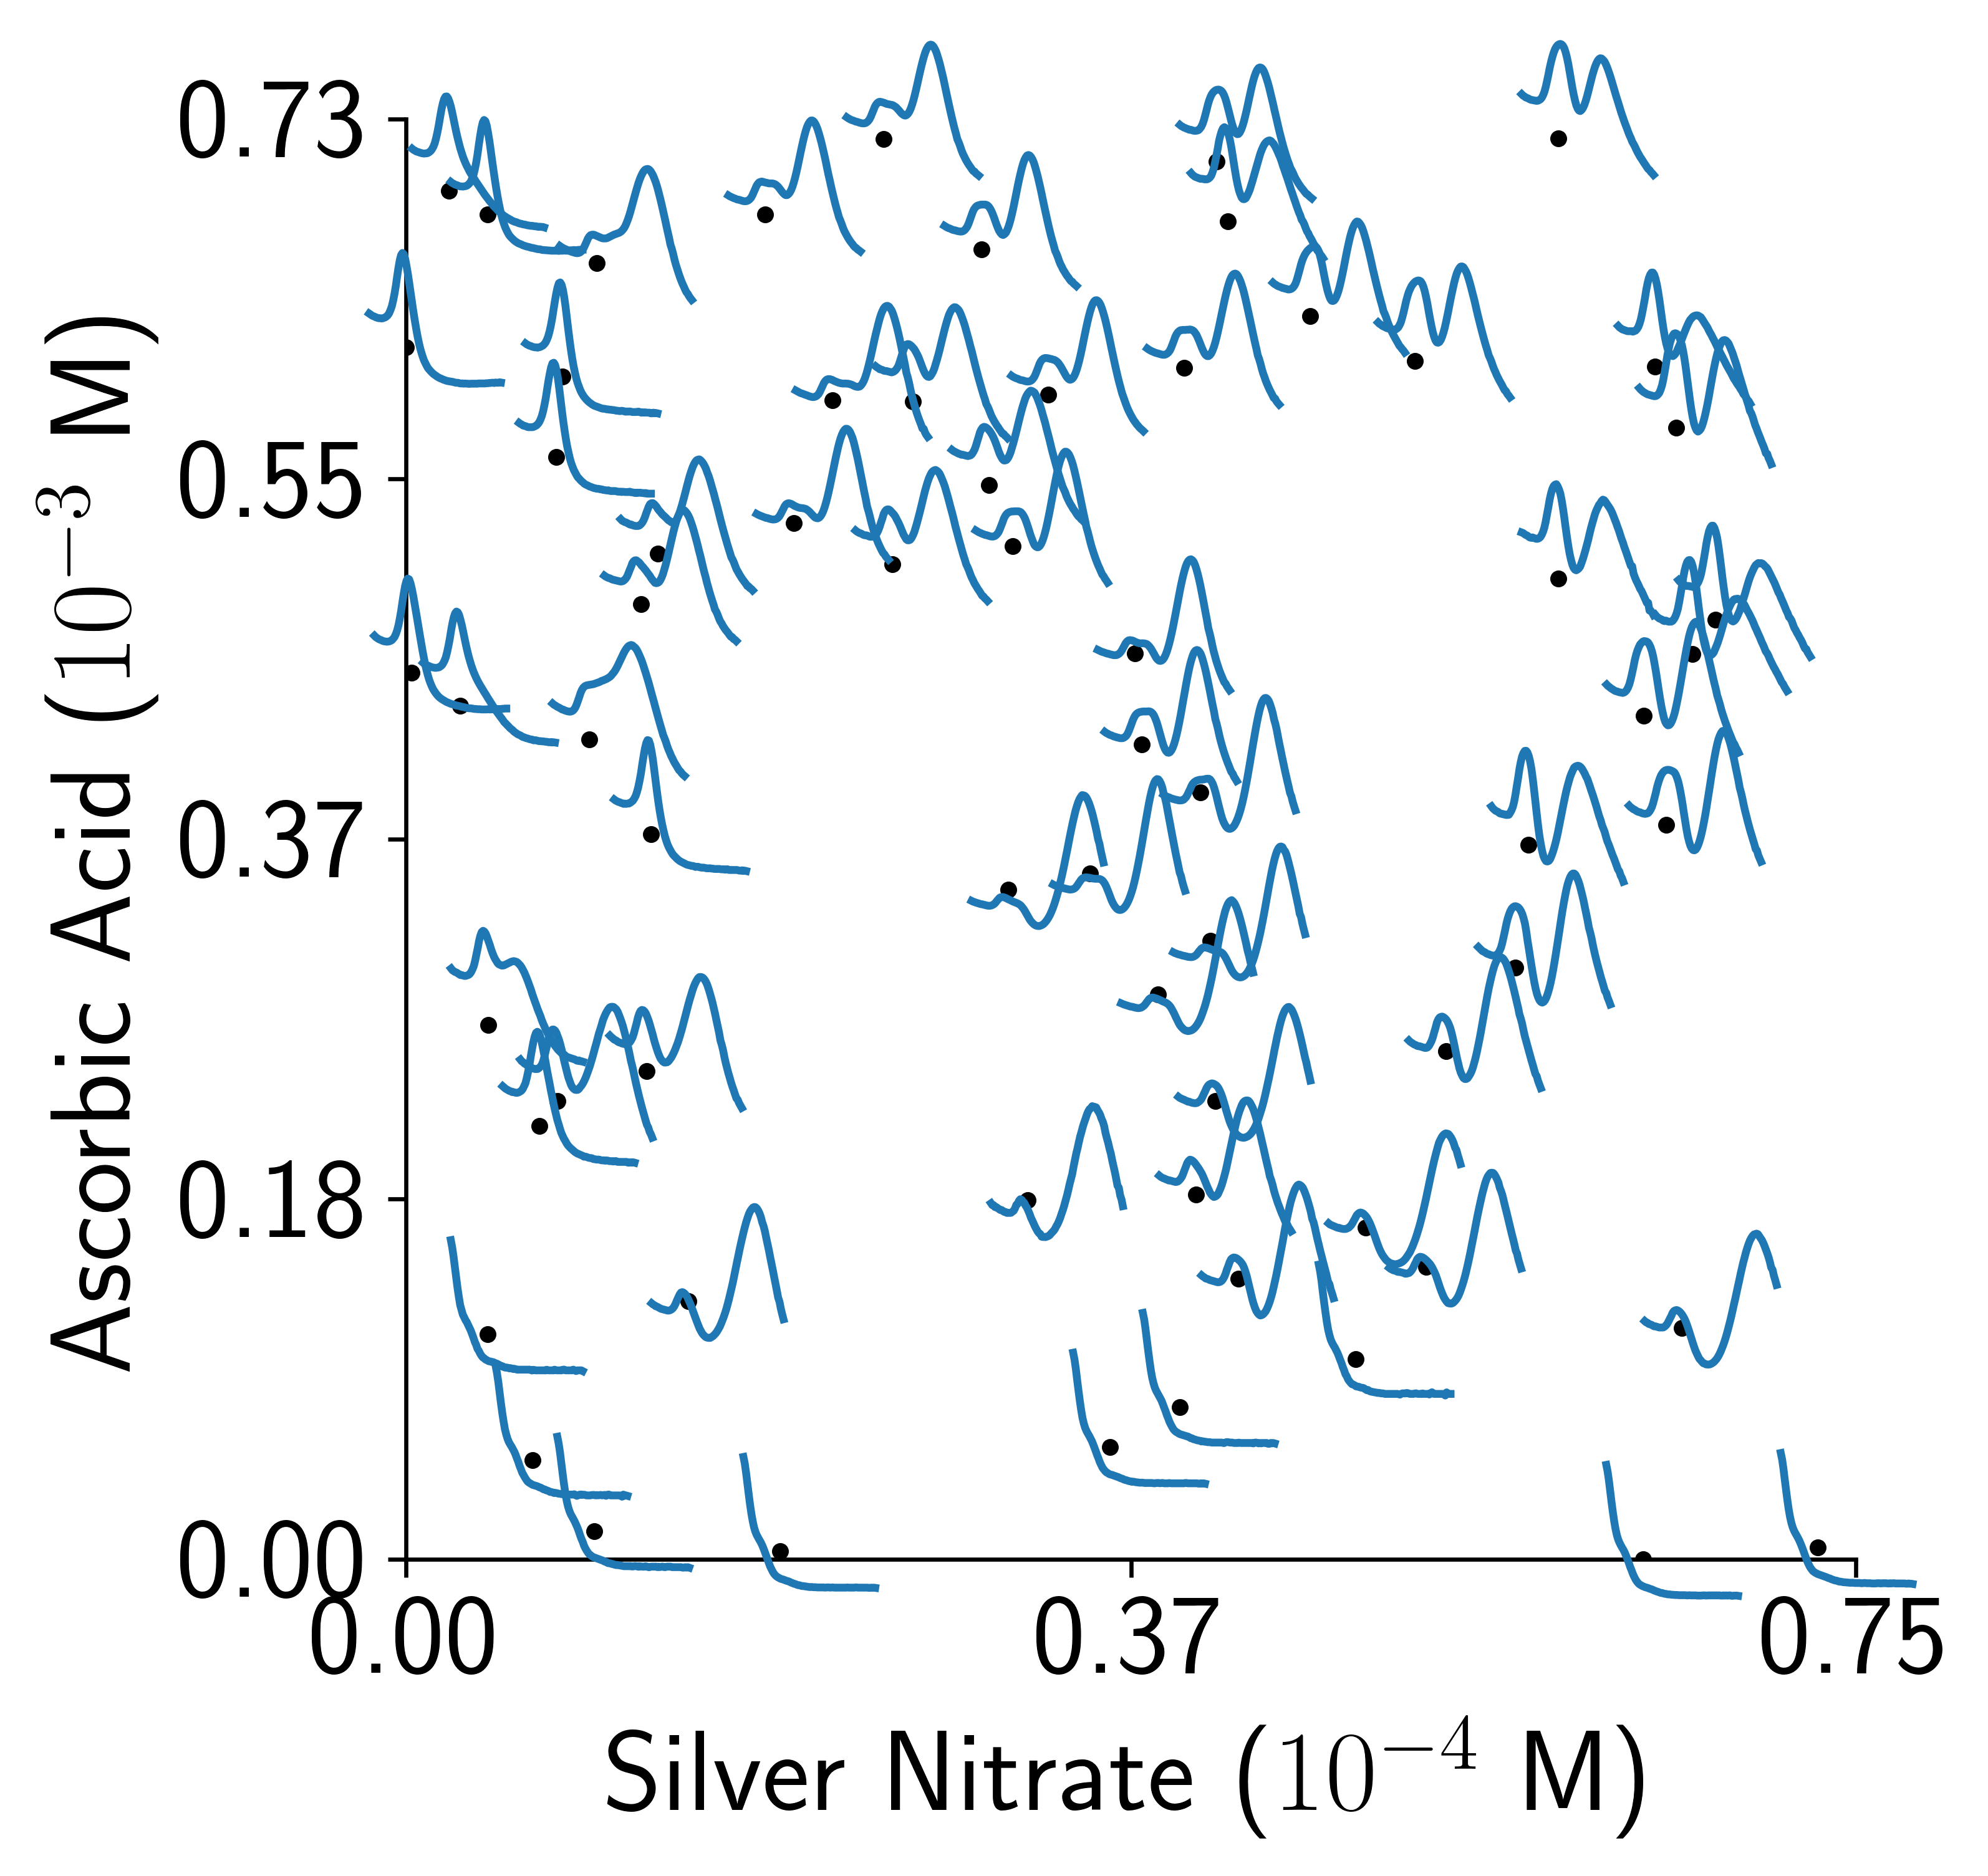 Ascorbic Acid (10⁻³ M)
0.73
0.55
0.37
0.18
0.00
0.00 0.37 0.75
Silver Nitrate (10⁻⁴ M)